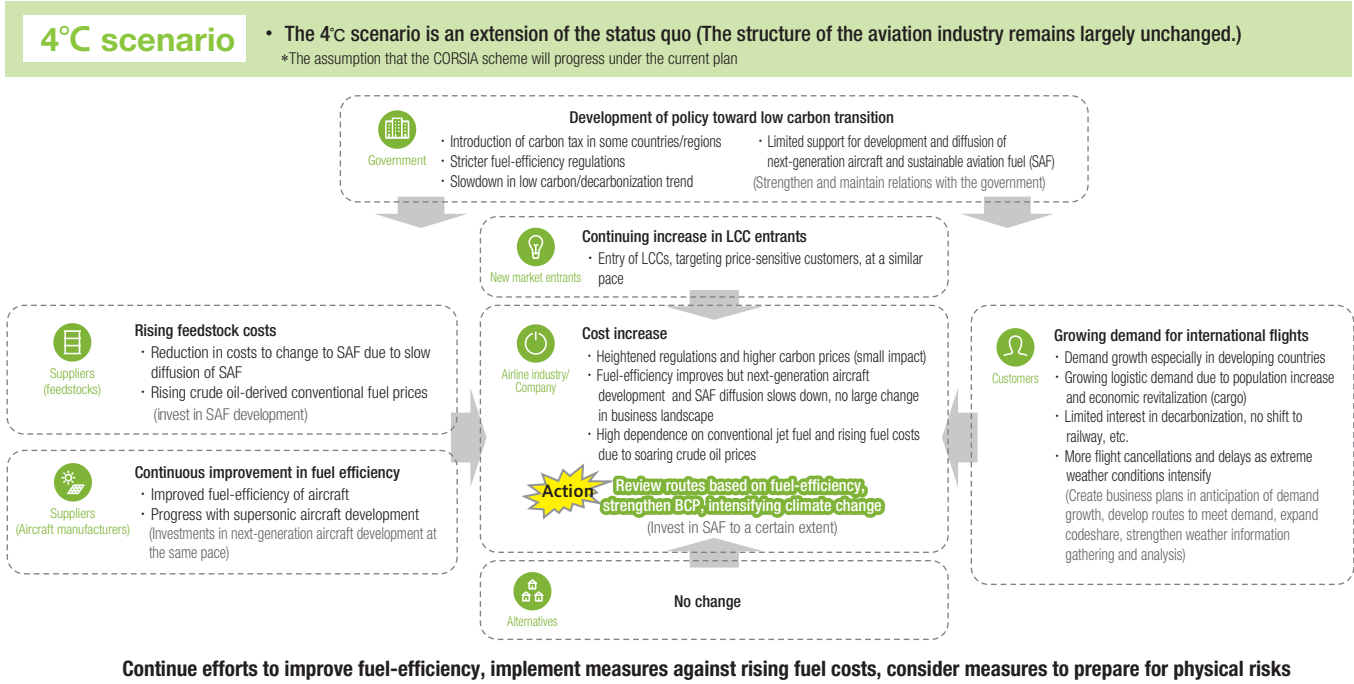 4℃ scenario
• The 4℃ scenario is an extension of the status quo (The structure of the aviation industry remains largely unchanged.)
*The assumption that the CORSIA scheme will progress under the current plan
Government
Development of policy toward low carbon transition
・Introduction of carbon tax in some countries/regions
・Stricter fuel-efficiency regulations
・Slowdown in low carbon/decarbonization trend
・Limited support for development and diffusion of
next-generation aircraft and sustainable aviation fuel (SAF)
(Strengthen and maintain relations with the government)
New market entrants
Continuing increase in LCC entrants
・Entry of LCCs, targeting price-sensitive customers, at a similar
pace
Suppliers
(feedstocks)
Rising feedstock costs
・Reduction in costs to change to SAF due to slow
diffusion of SAF
・Rising crude oil-derived conventional fuel prices
(invest in SAF development)
Suppliers
(Aircraft manufacturers)
Continuous improvement in fuel efficiency
・Improved fuel-efficiency of aircraft
・Progress with supersonic aircraft development
(Investments in next-generation aircraft development at
the same pace)
Airline industry/
Company
Cost increase
・Heightened regulations and higher carbon prices (small impact)
・Fuel-efficiency improves but next-generation aircraft
development and SAF diffusion slows down, no large change
in business landscape
・High dependence on conventional jet fuel and rising fuel costs
due to soaring crude oil prices
Action
Review routes based on fuel-efficiency,
strengthen BCP, intensifying climate change
(Invest in SAF to a certain extent)
Customers
Growing demand for international flights
・Demand growth especially in developing countries
・Growing logistic demand due to population increase
and economic revitalization (cargo)
・Limited interest in decarbonization, no shift to
railway, etc.
・More flight cancellations and delays as extreme
weather conditions intensify
(Create business plans in anticipation of demand
growth, develop routes to meet demand, expand
codeshare, strengthen weather information
gathering and analysis)
Alternatives
No change
Continue efforts to improve fuel-efficiency, implement measures against rising fuel costs, consider measures to prepare for physical risks